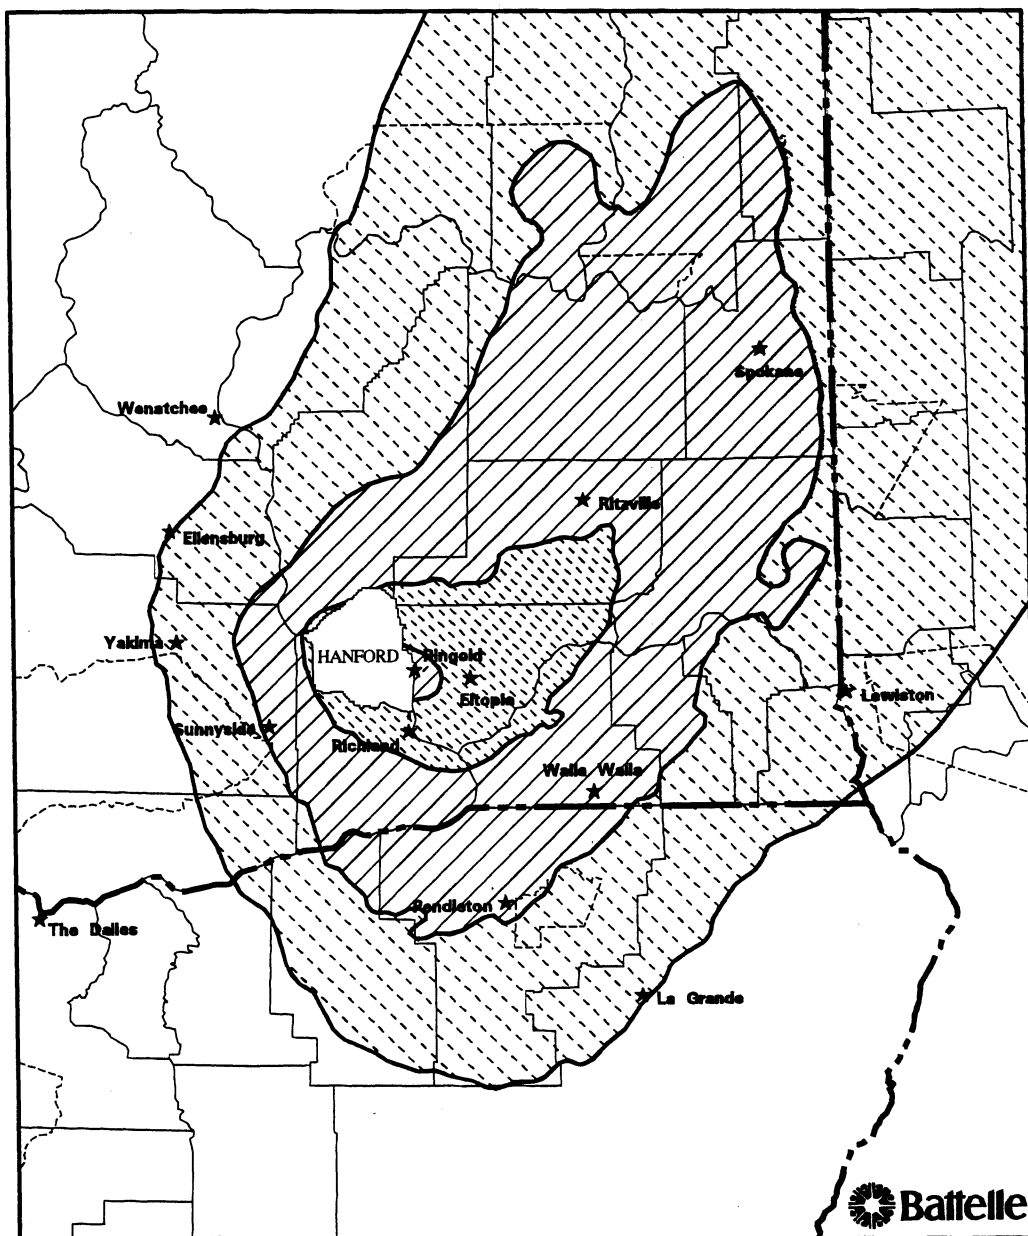 Spokane
Wenatchee
Ritzville
Ellensburg
Yakima
HANFORD
Ringold
Eltopia
Lewiston
Sunnyside
Richland
Walla Walla
Pendleton
The Dalles
La Grande
Battelle